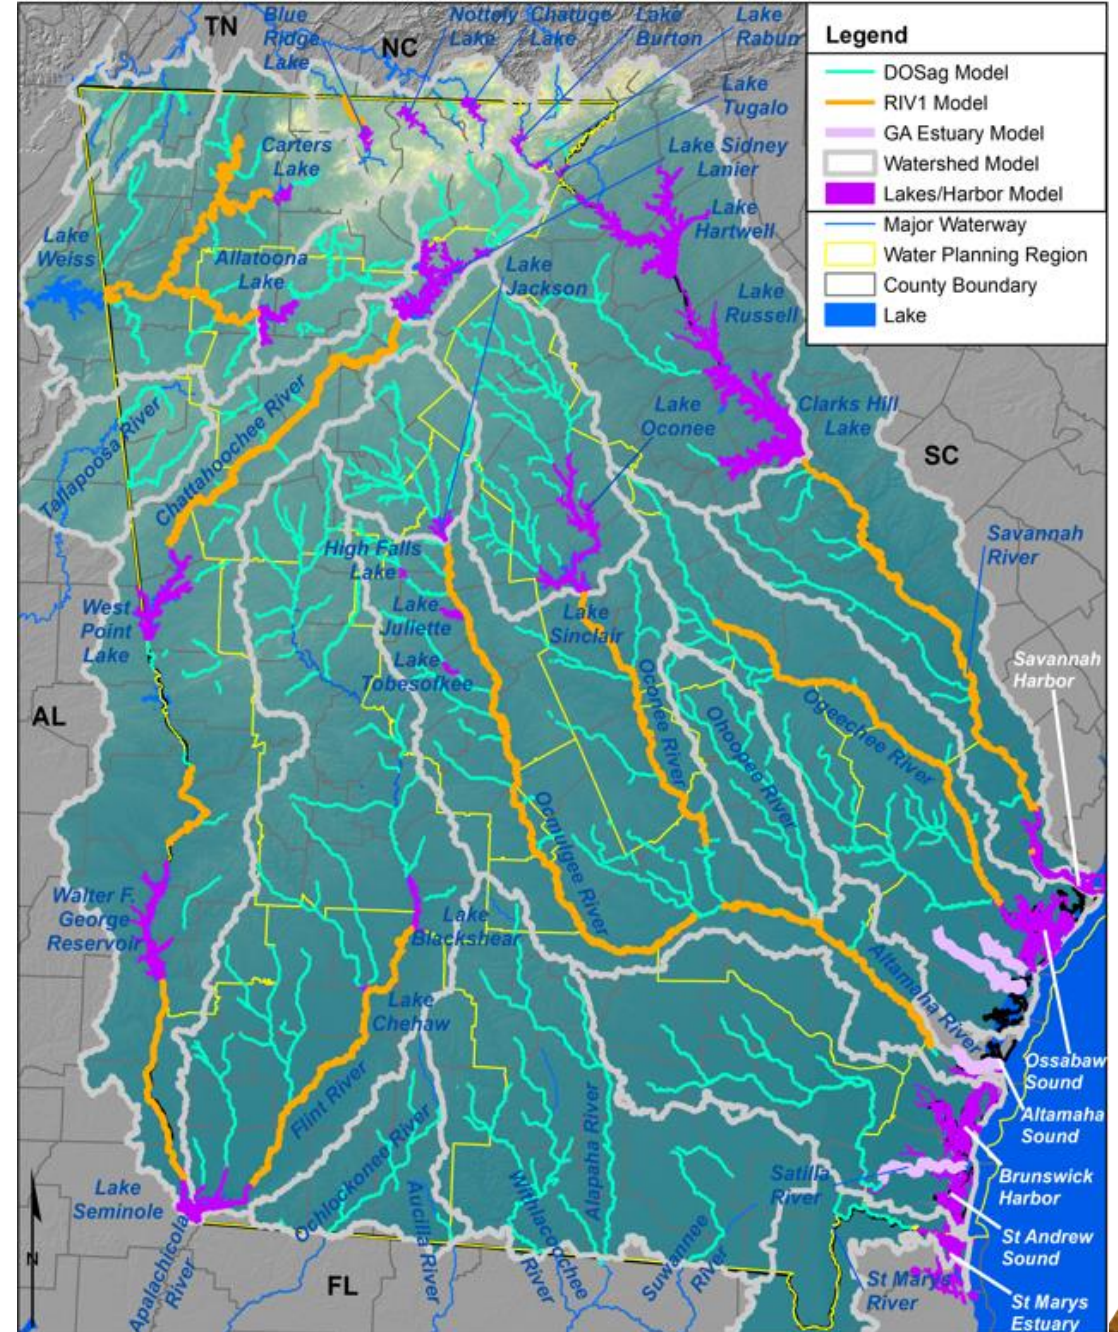 TN
NC
Blue
Ridge
Lake
Nottely
Lake
Chatuge
Lake
Lake
Burton
Lake
Rabun
Lake
Tugalo
Lake Sidney
Lanier
Carters
Lake
Lake
Hartwell
Lake
Weiss
Allatoona
Lake
Lake
Jackson
Lake
Russell
Legend
DOSag Model
RIV1 Model
GA Estuary Model
Watershed Model
Lakes/Harbor Model
Major Waterway
Water Planning Region
County Boundary
Lake
Tallapoosa River
Chattahoochee River
Lake
Oconee
Clarks Hill
Lake
SC
High Falls
Lake
Savannah
River
West
Point
Lake
Lake
Juliette
Lake
Sinclair
Lake
Tobesofkee
Savannah
Harbor
AL
Oconee River
Ohoopee River
Ogeechee River
Ocmulgee River
Walter F.
George
Reservoir
Lake
Blackshear
Lake
Chehaw
Altamaha River
Flint River
Ossabaw
Sound
Altamaha
Sound
Lake
Seminole
Ochlockonee River
Aucilla River
Withlacoochee
River
Alapaha River
Suwannee
River
Satilla
River
Brunswick
Harbor
St Andrew
Sound
Apalachicola
River
FL
St Marys
River
St Marys
Estuary
N